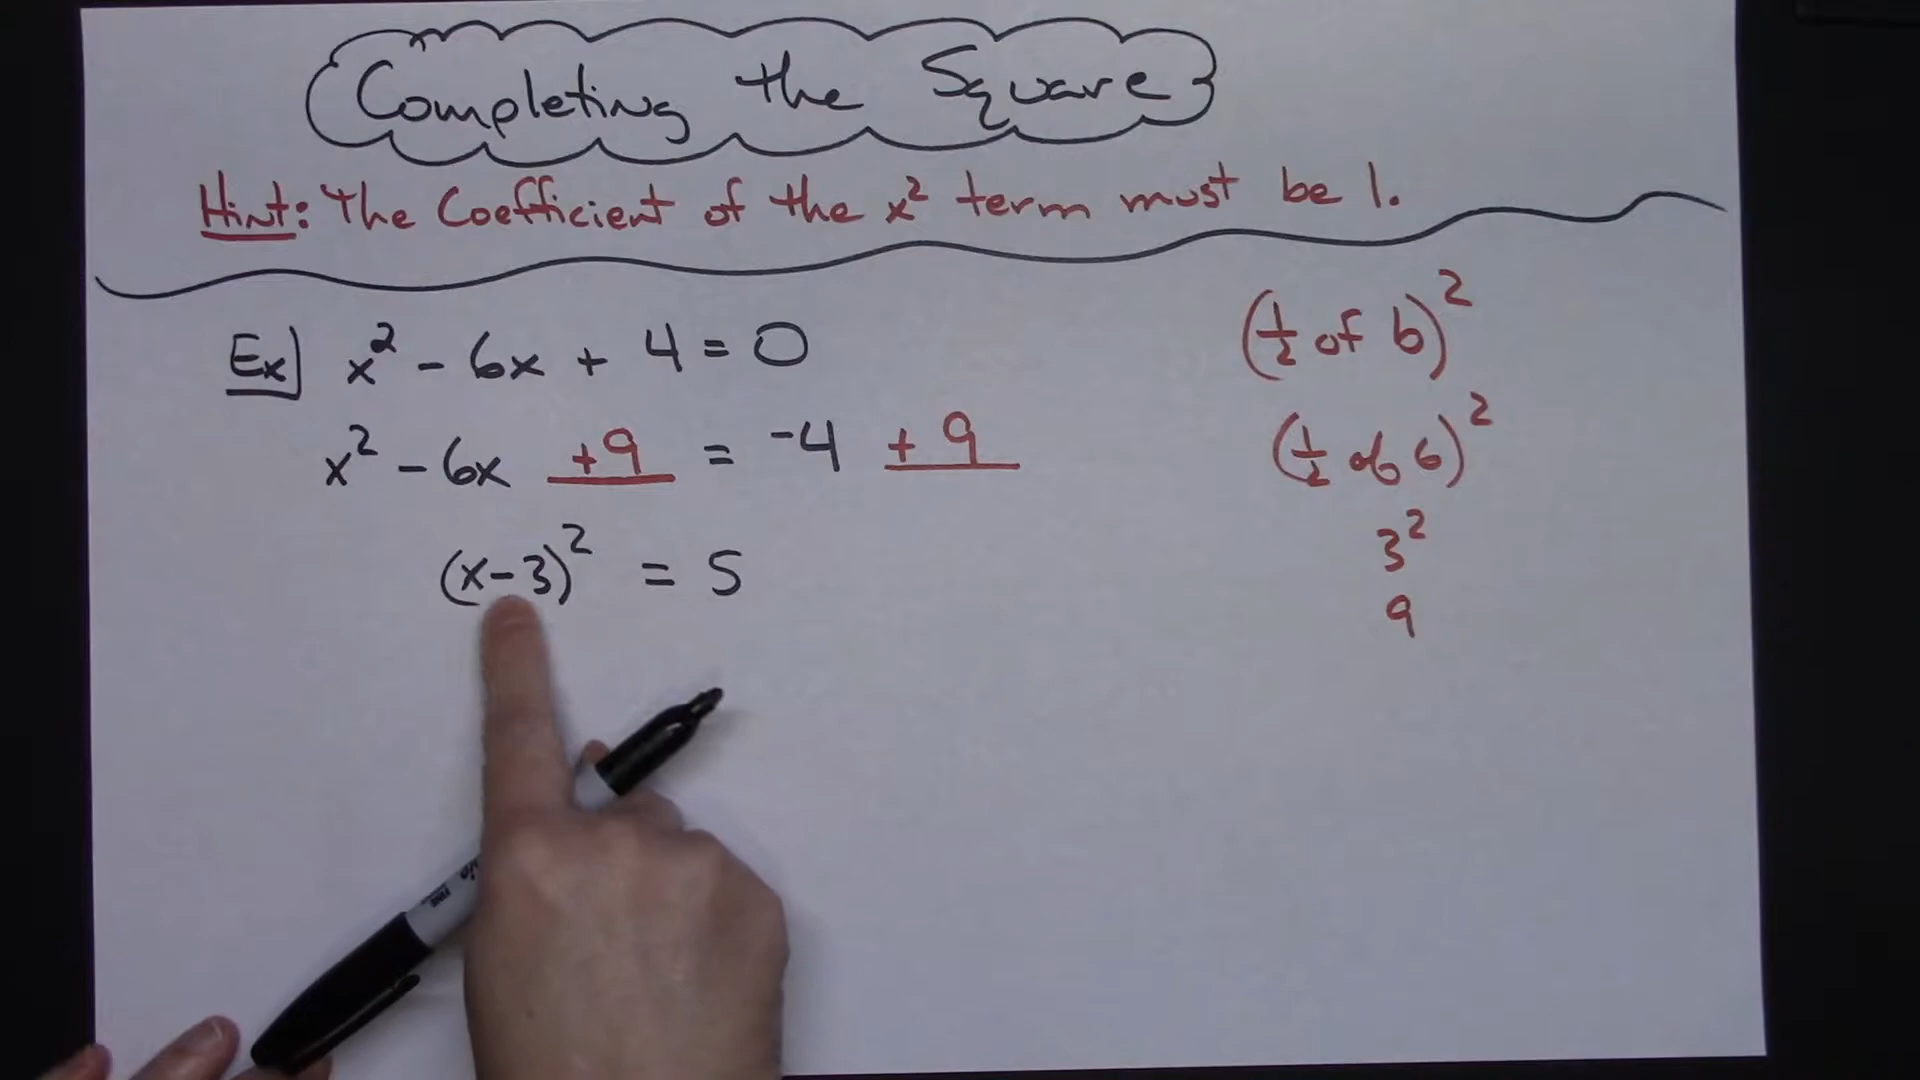 Completing the Square
Hint: The Coefficient of the x² term must be 1.
Ex) x² - 6x + 4 = 0
x² - 6x +9 = -4 + 9
(x-3)² = 5
(½ of b)²
(½ of 6)²
3²
9
FINE